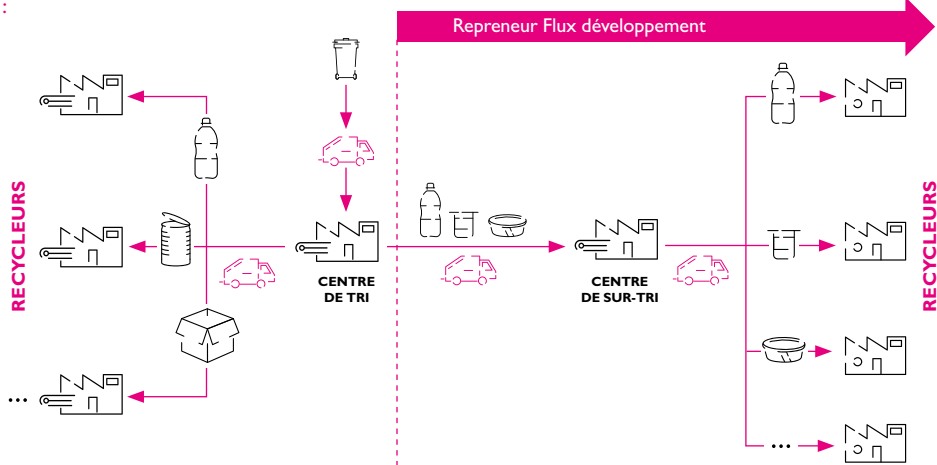 :
Repreneur Flux développement
RECYCLEURS
CENTRE
DE TRI
CENTRE
DE SUR-TRI
RECYCLEURS
...
...